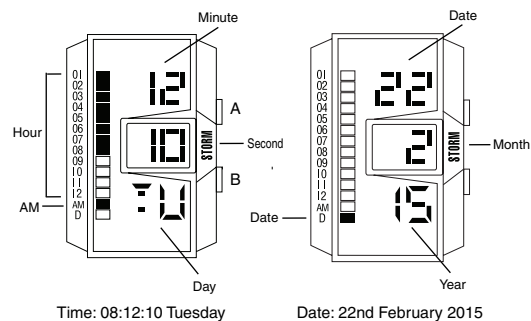 Minute
Hour
01
02
03
04
05
06
07
08
09
10
11
12
AM
D
12
10
TU
A
B
STORM
Second
AM
Day
Time: 08:12:10 Tuesday
Date
01
02
03
04
05
06
07
08
09
10
11
12
AM
D
22
2
15
STORM
Month
Date
Year
Date: 22nd February 2015